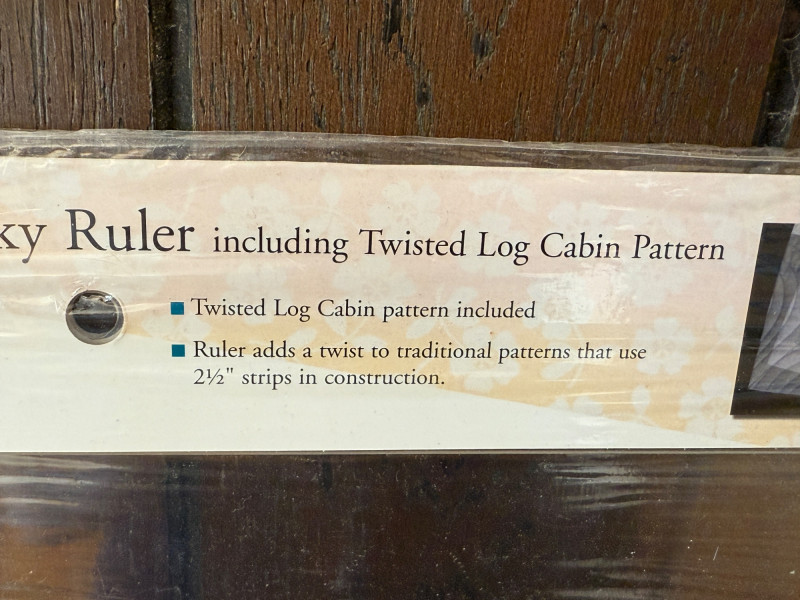 ky Ruler including Twisted Log Cabin Pattern
■ Twisted Log Cabin pattern included
■ Ruler adds a twist to traditional patterns that use
2½" strips in construction.